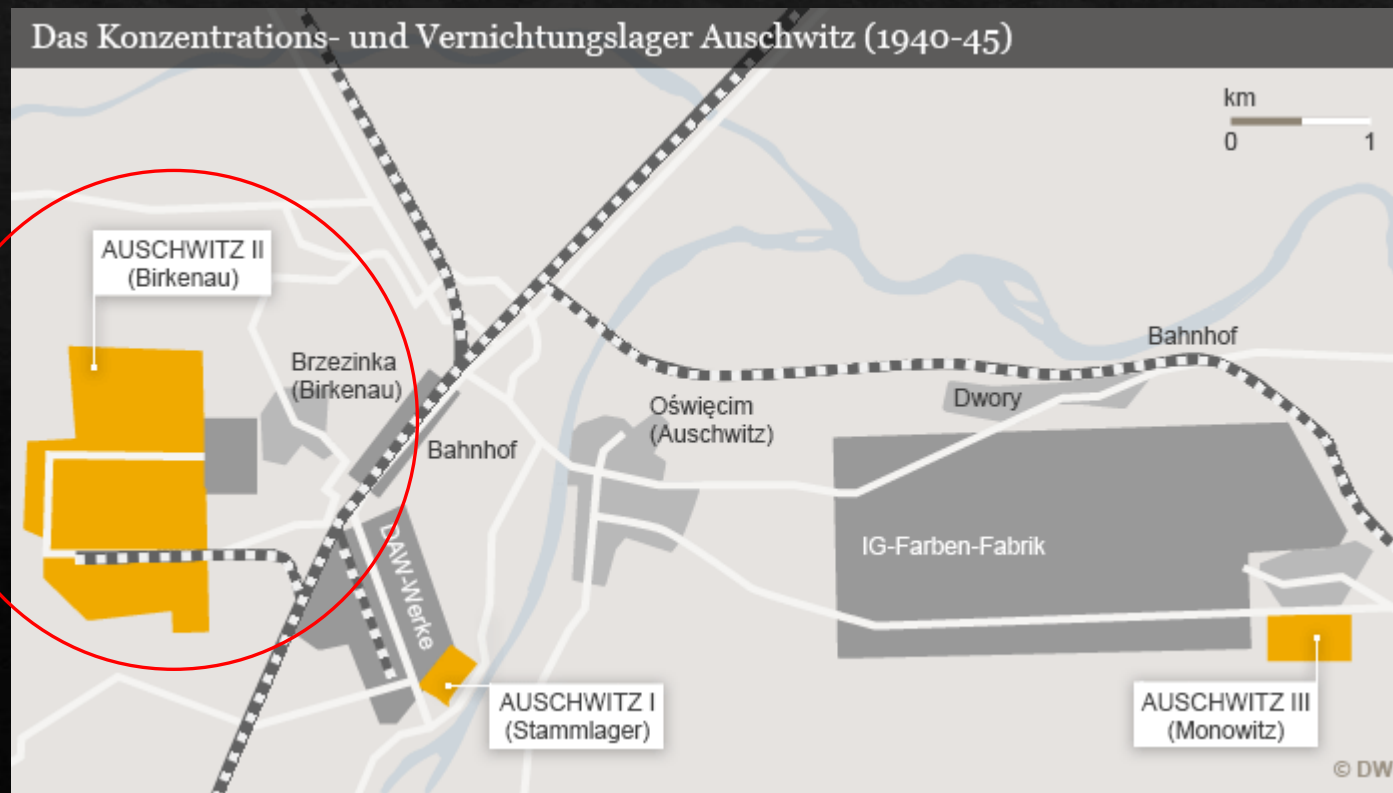 Das Konzentrations- und Vernichtungslager Auschwitz (1940-45)
km
0 1
AUSCHWITZ II
(Birkenau)
Brzezinka
(Birkenau)
Bahnhof
Bahnhof
Dwory
Oświęcim
(Auschwitz)
DAW-Werke
IG-Farben-Fabrik
AUSCHWITZ I
(Stammlager)
AUSCHWITZ III
(Monowitz)
© DW